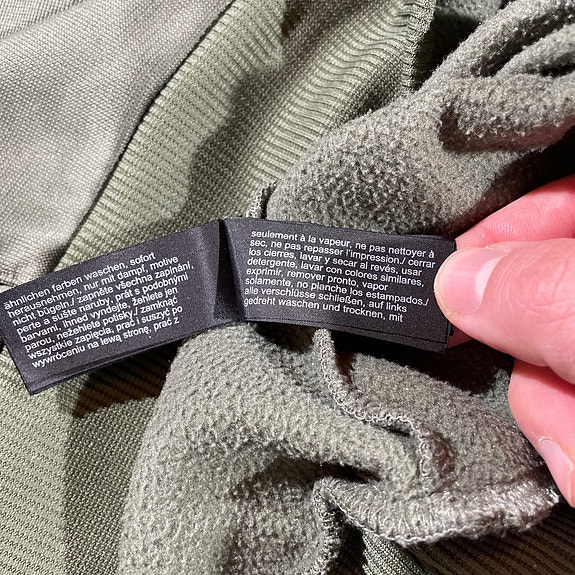 seulement à la vapeur, ne pas nettoyer à
sec, ne pas repasser l'impression./ cerrar
los cierres, lavar y secar al revés, usar
detergente, lavar con colores similares,
exprimir, remover pronto, vapor
solamente, no planche los estampados./
alle verschlüsse schließen, auf links
gedreht waschen und trocknen, mit
ähnlichen farben waschen, sofort
herausnehmen, nur mit dampf, motive
nicht bügeln./ zapněte všechna zapínání,
perte a sušte naruby, prát s podobnými
barvami, ihned vyndejte, žehlete jen
parou, nežehlete potisky./ zamknąć
wszystkie zapięcia, prać i suszyć po
wywróceniu na lewą stronę, prać z